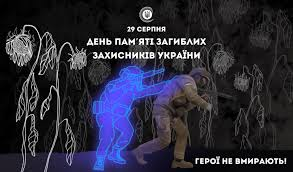 29 СЕРПНЯ
ДЕНЬ ПАМ'ЯТІ ЗАГИБЛИХ
ЗАХИСНИКІВ УКРАЇНИ
ГЕРОЇ НЕ ВМИРАЮТЬ!